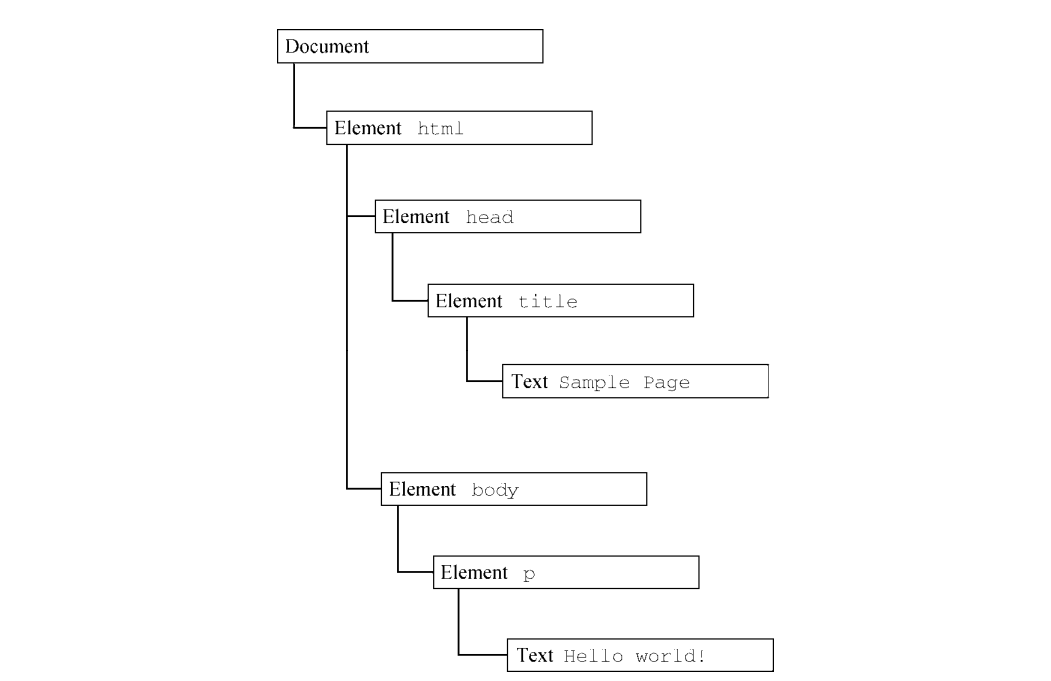 Document
Element html
Element head
Element title
Text Sample Page
Element body
Element p
Text Hello world!